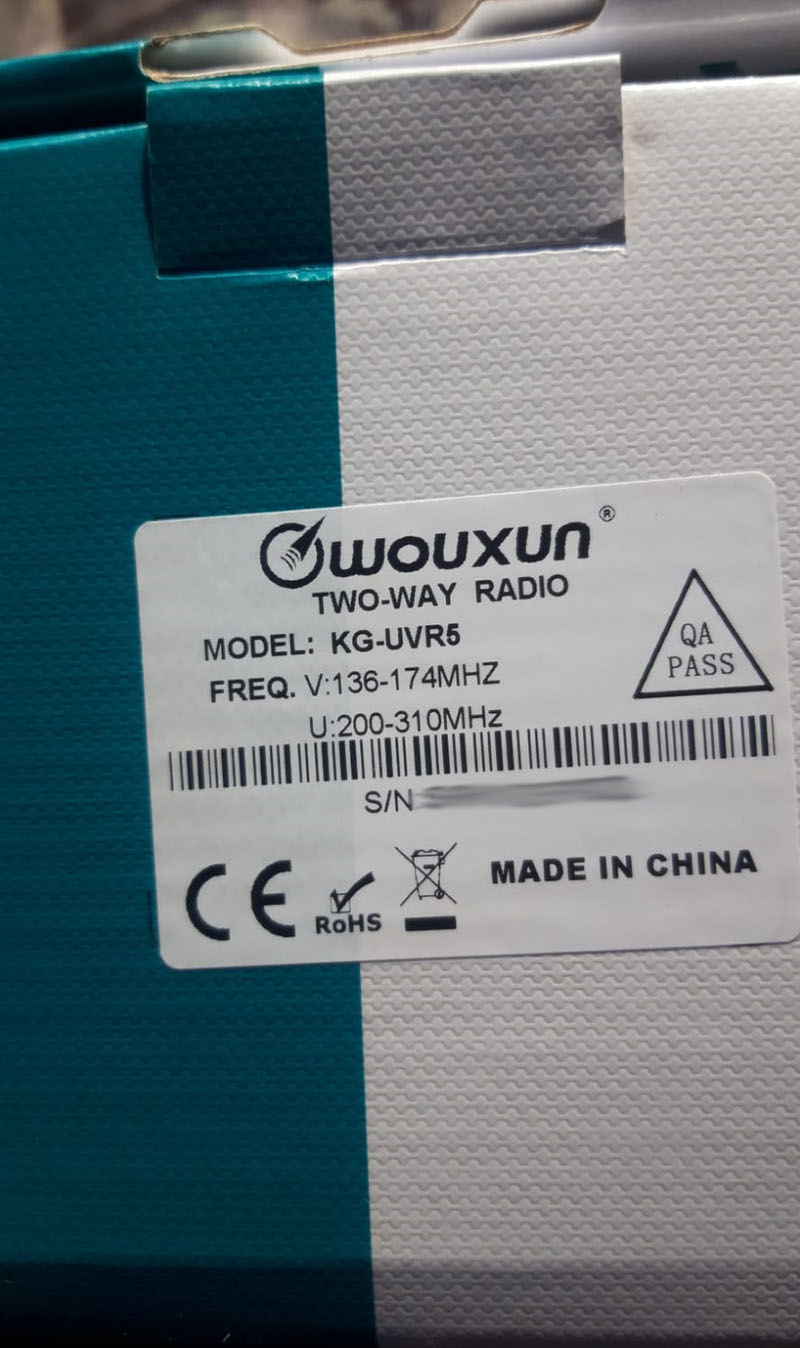 wouxun®
TWO-WAY RADIO
MODEL: KG-UVR5
FREQ. V:136-174MHZ
U:200-310MHz
QA
PASS
S/N
CE
RoHS
MADE IN CHINA